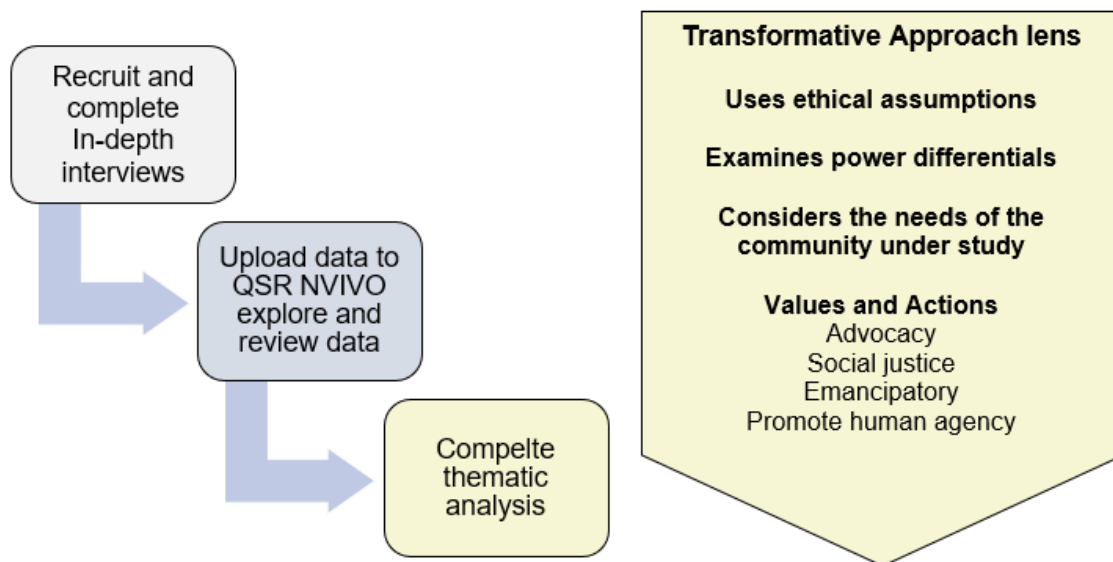 Recruit and
complete
In-depth
interviews
Upload data to
QSR NVIVO
explore and
review data
Compelte
thematic
analysis
Transformative Approach lens
Uses ethical assumptions
Examines power differentials
Considers the needs of the
community under study
Values and Actions
Advocacy
Social justice
Emancipatory
Promote human agency